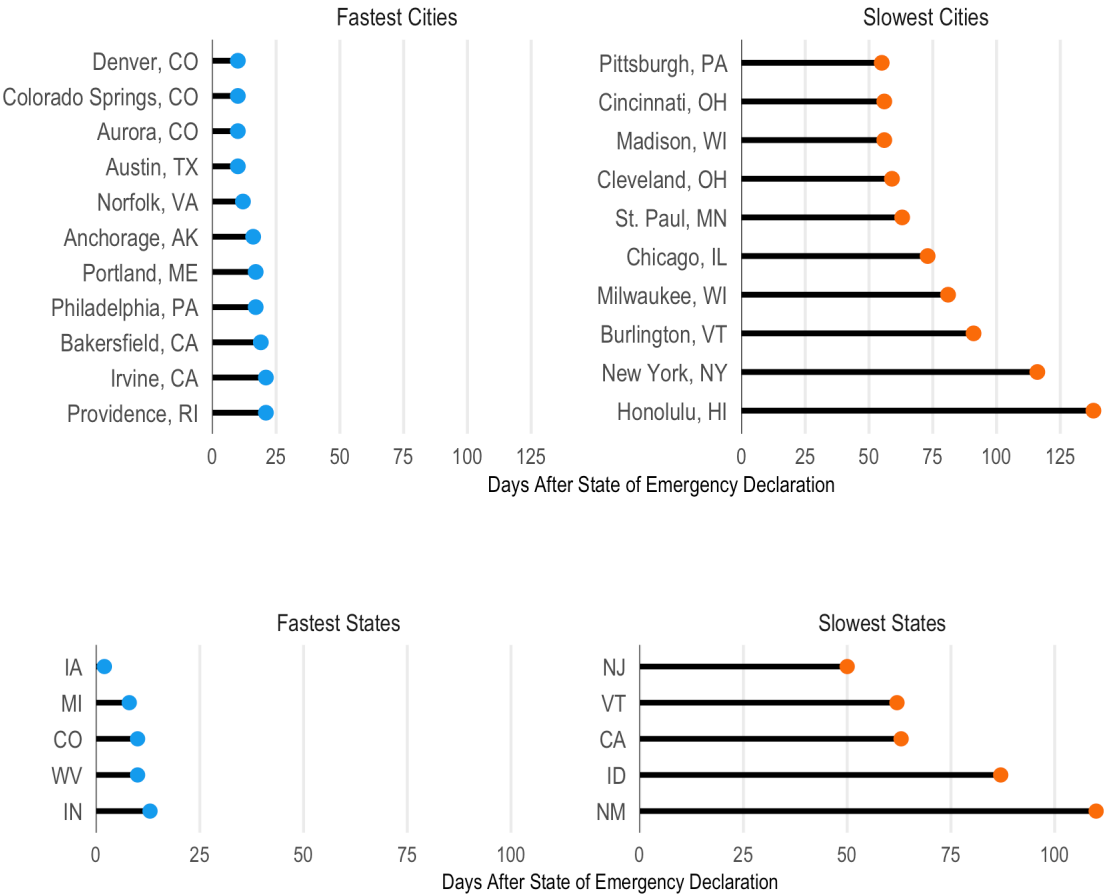 Fastest Cities
Denver, CO
Colorado Springs, CO
Aurora, CO
Austin, TX
Norfolk, VA
Anchorage, AK
Portland, ME
Philadelphia, PA
Bakersfield, CA
Irvine, CA
Providence, RI
0 25 50 75 100 125
Slowest Cities
Pittsburgh, PA
Cincinnati, OH
Madison, WI
Cleveland, OH
St. Paul, MN
Chicago, IL
Milwaukee, WI
Burlington, VT
New York, NY
Honolulu, HI
0 25 50 75 100 125
Days After State of Emergency Declaration
Fastest States
IA
MI
CO
WV
IN
0 25 50 75 100
Slowest States
NJ
VT
CA
ID
NM
0 25 50 75 100
Days After State of Emergency Declaration